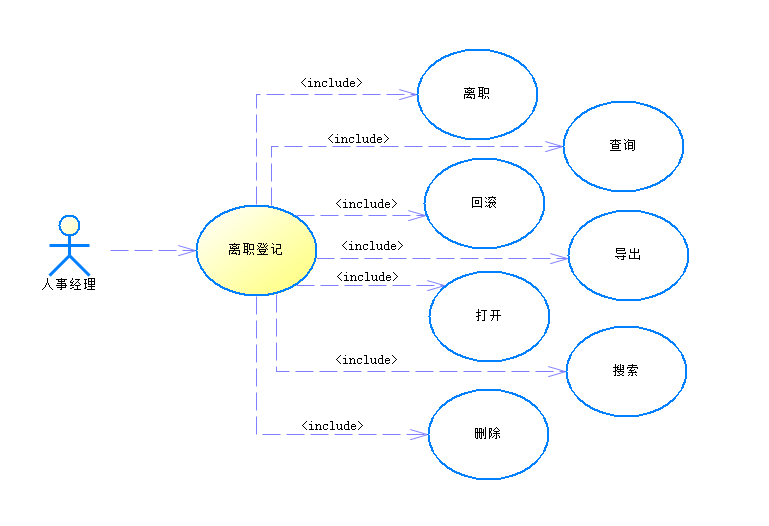 <include>
离职
<include>
查询
<include>
回滚
离职登记
<include>
导出
人事经理
<include>
打开
<include>
搜索
<include>
删除